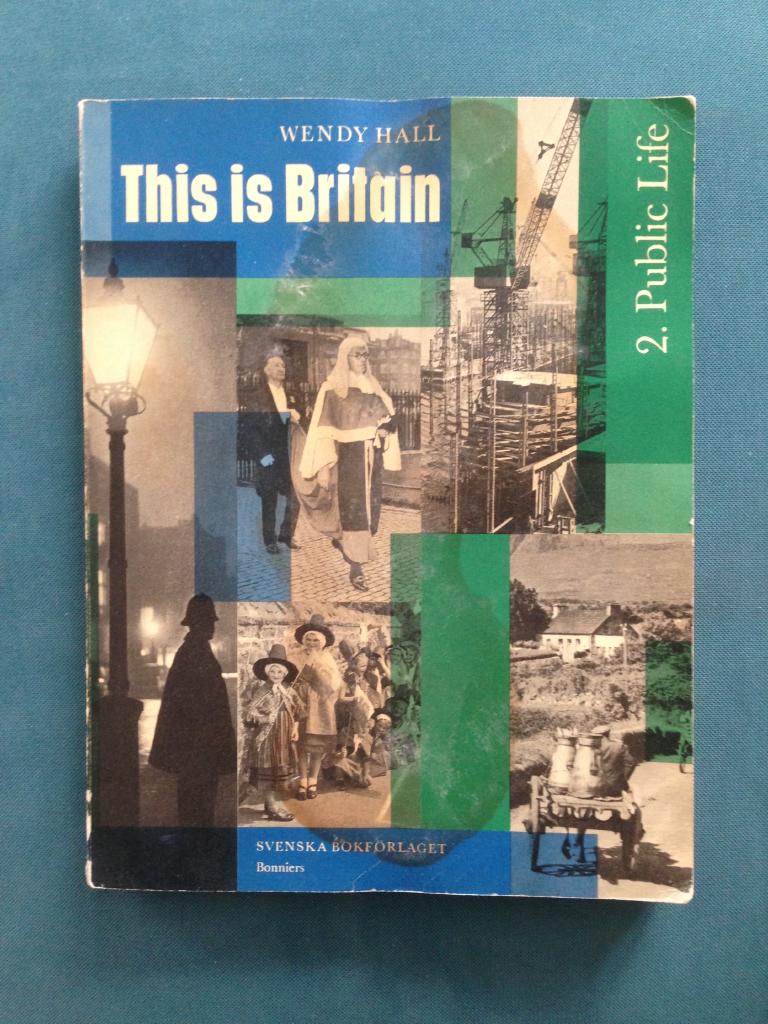 WENDY HALL
This is Britain
2. Public Life
SVENSKA BOKFÖRLAGET
Bonniers